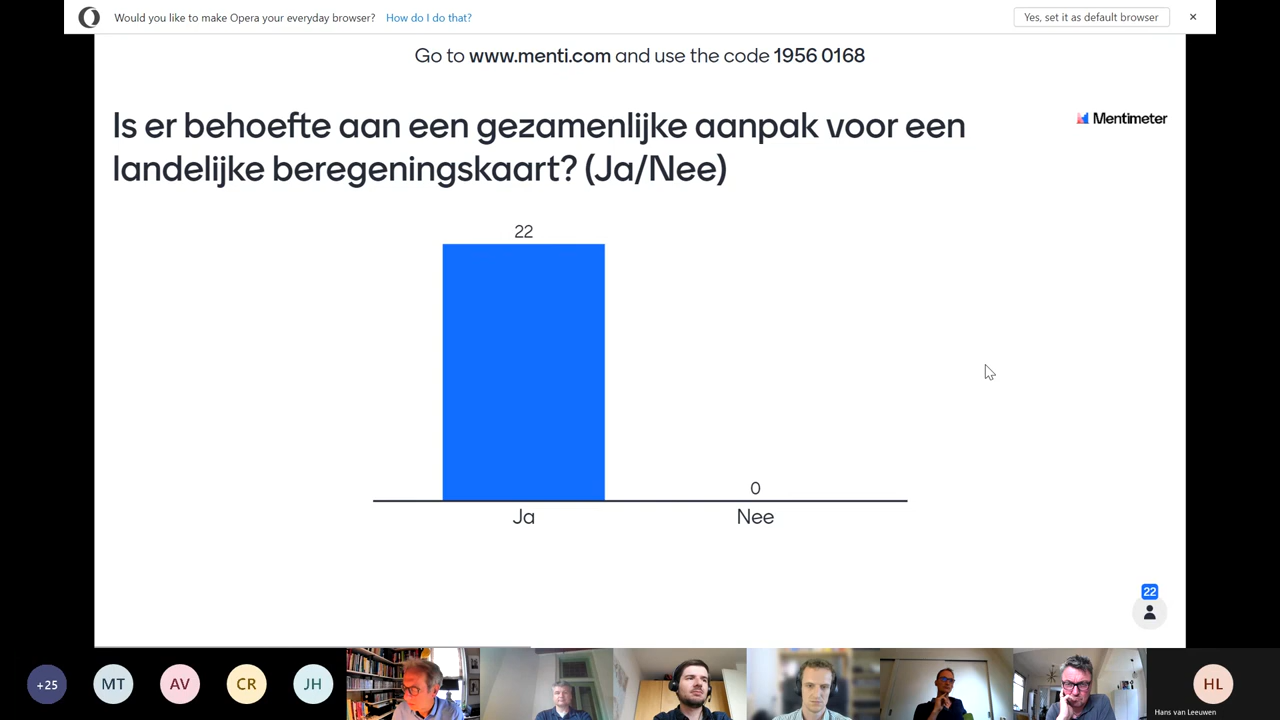 Would you like to make Opera your everyday browser? How do I do that? Yes, set it as default browser
Go to www.menti.com and use the code 1956 0168
Is er behoefte aan een gezamenlijke aanpak voor een
landelijke beregeningskaart? (Ja/Nee)
Mentimeter
22
0
Ja Nee
22
+25 MT AV CR JH HL
Hans van Leeuwen